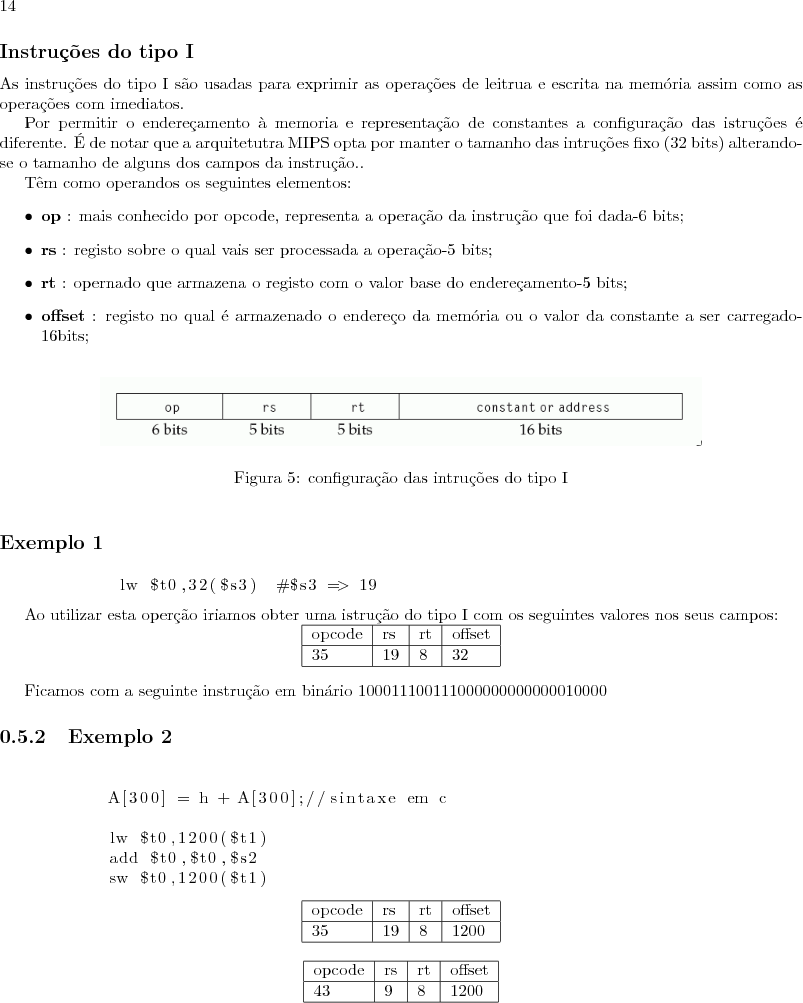 14
Instruções do tipo I
As instruções do tipo I são usadas para exprimir as operações de leitrua e escrita na memória assim como as
operações com imediatos.
Por permitir o endereçamento à memoria e representação de constantes a configuração das istruções é
diferente. É de notar que a arquitetutra MIPS opta por manter o tamanho das intruções fixo (32 bits) alterando-
se o tamanho de alguns dos campos da instrução..
Têm como operandos os seguintes elementos:
• op : mais conhecido por opcode, representa a operação da instrução que foi dada-6 bits;
• rs : registo sobre o qual vais ser processada a operação-5 bits;
• rt : opernado que armazena o registo com o valor base do endereçamento-5 bits;
• offset : registo no qual é armazenado o endereço da memória ou o valor da constante a ser carregado-
16bits;
op rs rt constant or address
6 bits 5 bits 5 bits 16 bits
Figura 5: configuração das intruções do tipo I
Exemplo 1
lw $t0 ,32( $s3 ) #$s3 => 19
Ao utilizar esta operção iriamos obter uma istrução do tipo I com os seguintes valores nos seus campos:
opcode rs rt offset
35 19 8 32
Ficamos com a seguinte instrução em binário 100011100111000000000000010000
0.5.2 Exemplo 2
A[300] = h + A[300];// sintaxe em c
lw $t0 ,1200( $t1 )
add $t0 , $t0 , $s2
sw $t0 ,1200( $t1 )
opcode rs rt offset
35 19 8 1200
opcode rs rt offset
43 9 8 1200